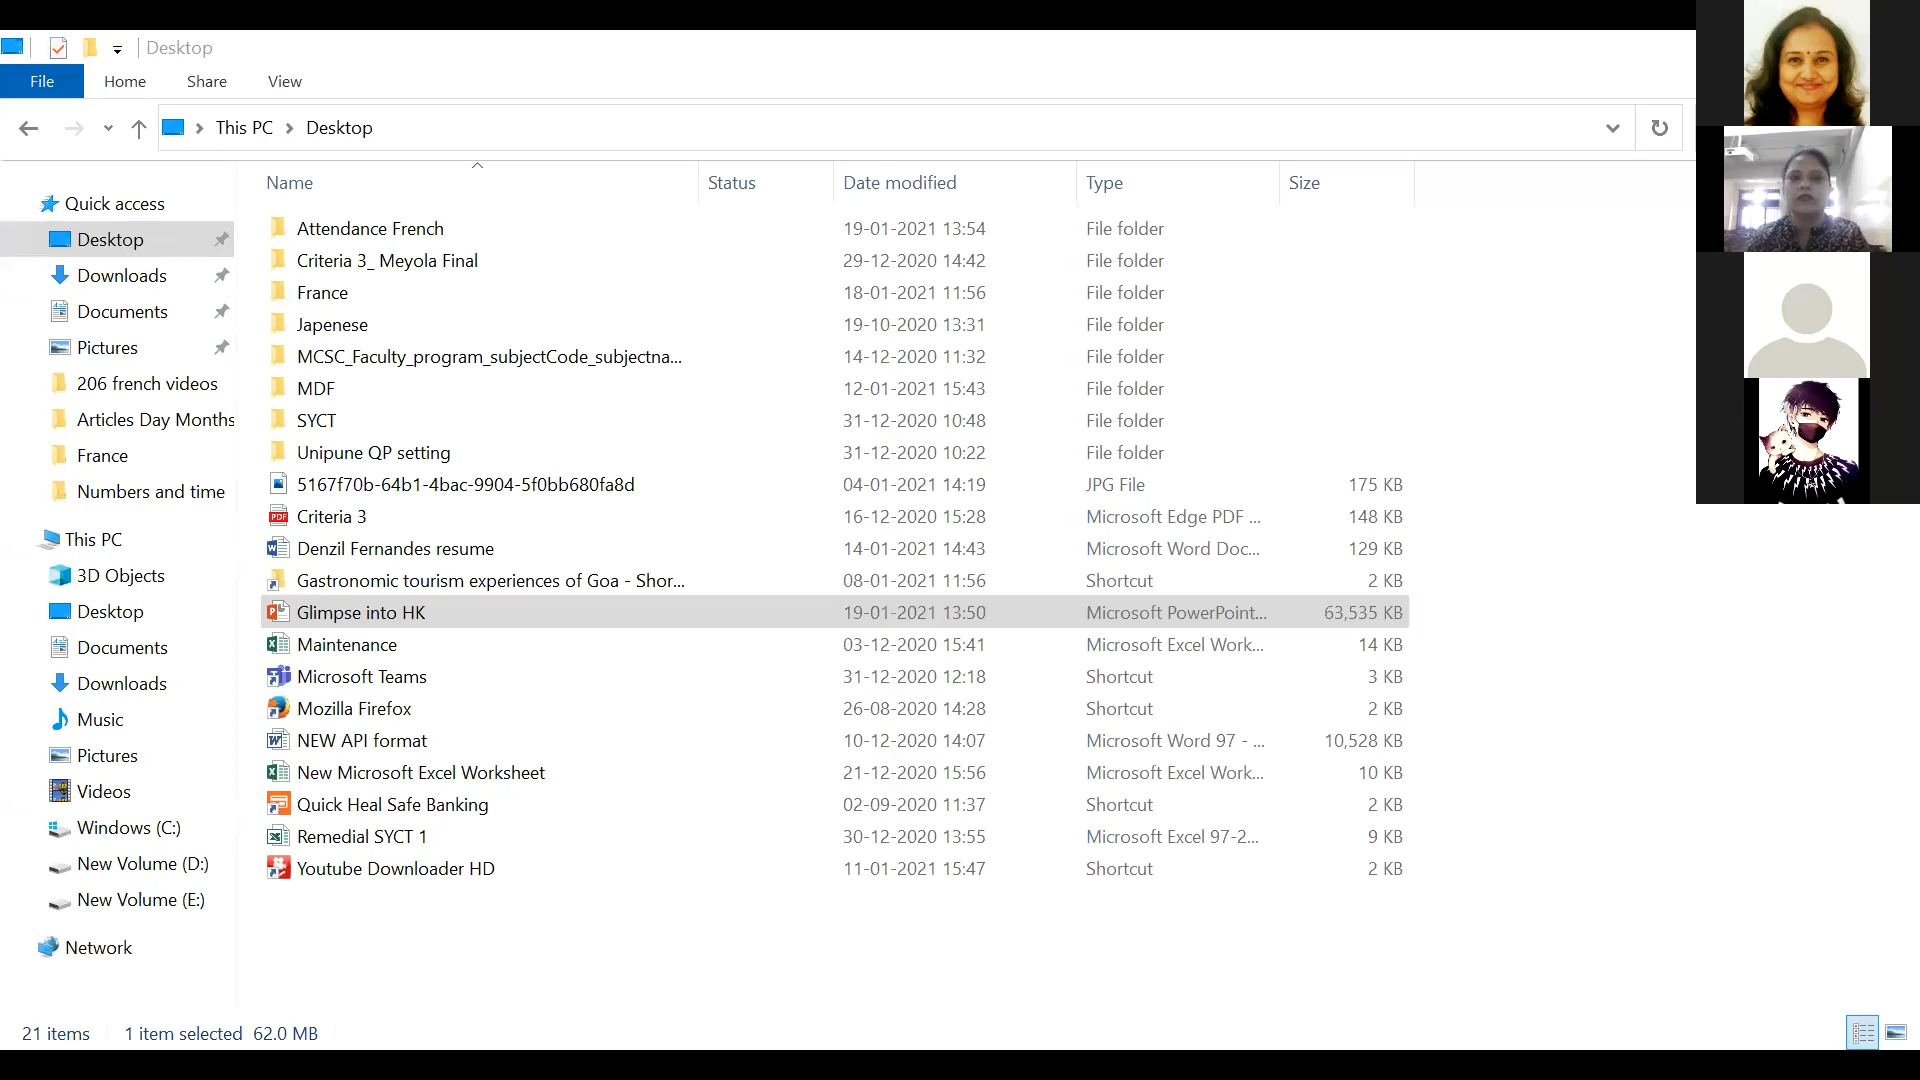 Desktop
File Home Share View
This PC Desktop
Name Status Date modified Type Size
Quick access
Desktop
Downloads
Documents
Pictures
206 french videos
Articles Day Months
France
Numbers and time
This PC
3D Objects
Desktop
Documents
Downloads
Music
Pictures
Videos
Windows (C:)
New Volume (D:)
New Volume (E:)
Network
Attendance French 19-01-2021 13:54 File folder
Criteria 3_ Meyola Final 29-12-2020 14:42 File folder
France 18-01-2021 11:56 File folder
Japenese 19-10-2020 13:31 File folder
MCSC_Faculty_program_subjectCode_subjectna... 14-12-2020 11:32 File folder
MDF 12-01-2021 15:43 File folder
SYCT 31-12-2020 10:48 File folder
Unipune QP setting 31-12-2020 10:22 File folder
5167f70b-64b1-4bac-9904-5f0bb680fa8d 04-01-2021 14:19 JPG File 175 KB
Criteria 3 16-12-2020 15:28 Microsoft Edge PDF ... 148 KB
Denzil Fernandes resume 14-01-2021 14:43 Microsoft Word Doc... 129 KB
Gastronomic tourism experiences of Goa - Shor... 08-01-2021 11:56 Shortcut 2 KB
Glimpse into HK 19-01-2021 13:50 Microsoft PowerPoint... 63,535 KB
Maintenance 03-12-2020 15:41 Microsoft Excel Work... 14 KB
Microsoft Teams 31-12-2020 12:18 Shortcut 3 KB
Mozilla Firefox 26-08-2020 14:28 Shortcut 2 KB
NEW API format 10-12-2020 14:07 Microsoft Word 97 - ... 10,528 KB
New Microsoft Excel Worksheet 21-12-2020 15:56 Microsoft Excel Work... 10 KB
Quick Heal Safe Banking 02-09-2020 11:37 Shortcut 2 KB
Remedial SYCT 1 30-12-2020 13:55 Microsoft Excel 97-2... 9 KB
Youtube Downloader HD 11-01-2021 15:47 Shortcut 2 KB
21 items 1 item selected 62.0 MB